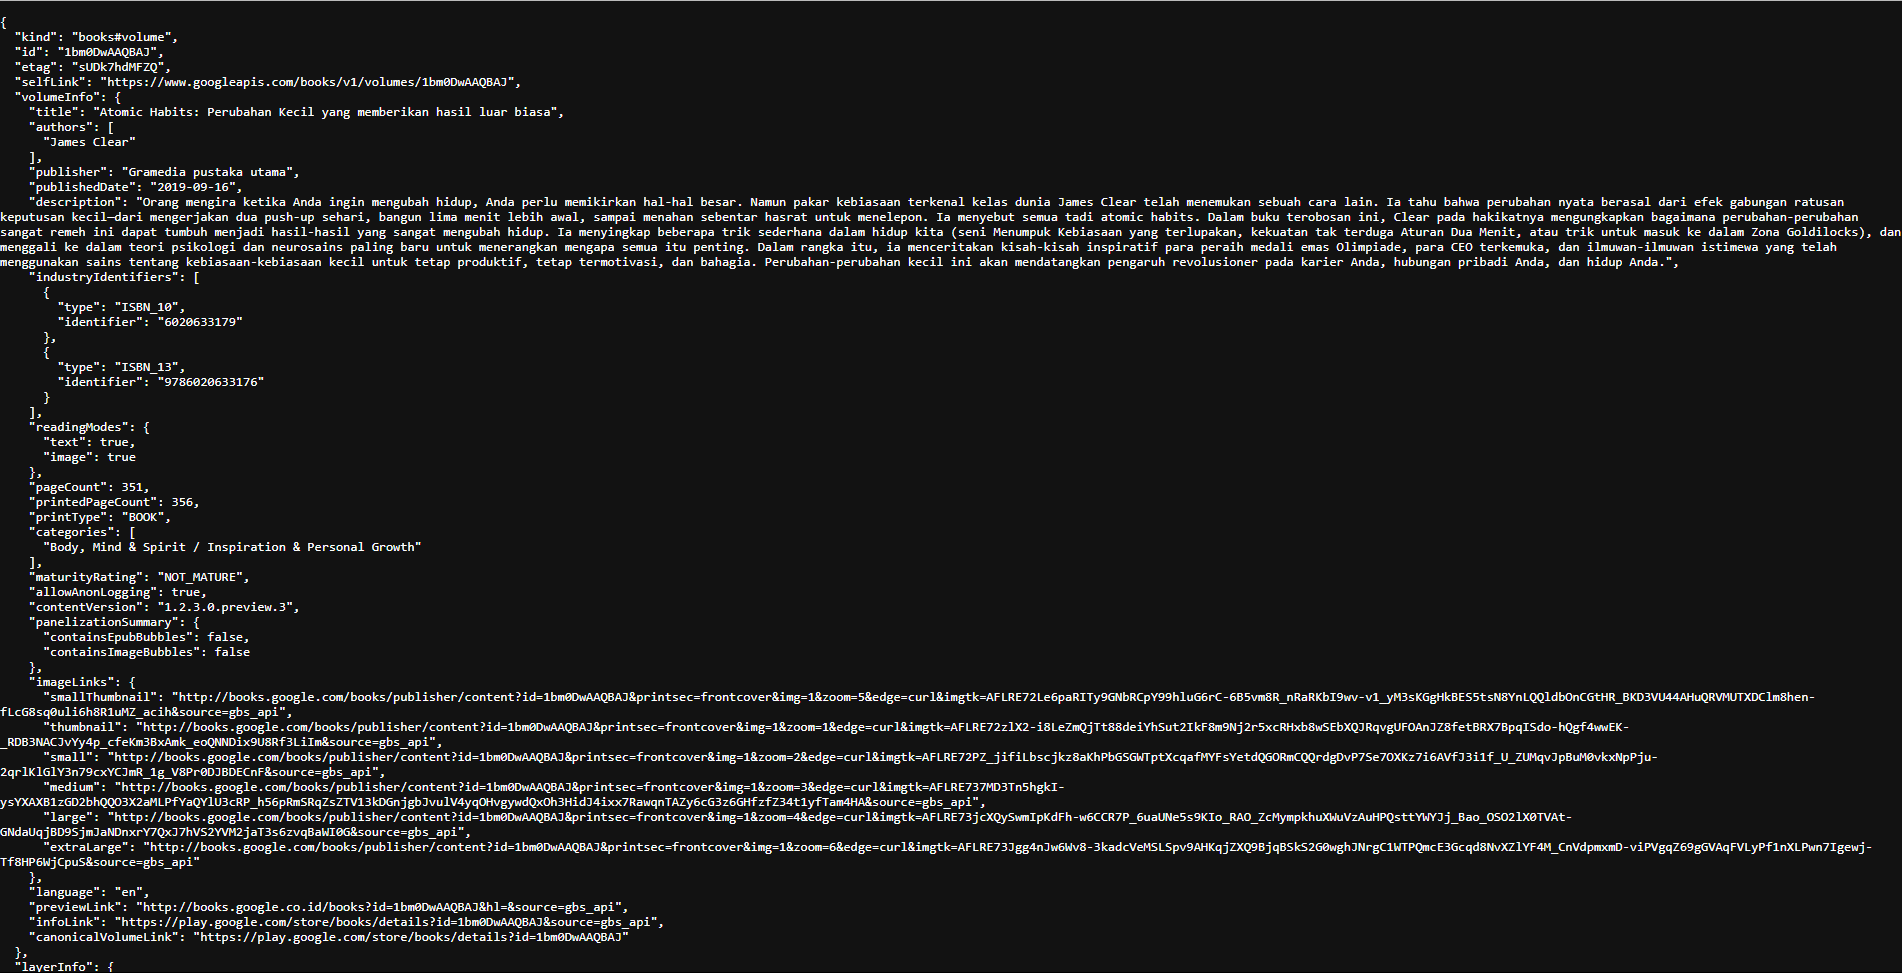 {
  "kind": "books#volume",
  "id": "1bm0DwAAQBAJ",
  "etag": "sUDk7hdMFZQ",
  "selfLink": "https://www.googleapis.com/books/v1/volumes/1bm0DwAAQBAJ",
  "volumeInfo": {
    "title": "Atomic Habits: Perubahan Kecil yang memberikan hasil luar biasa",
    "authors": [
      "James Clear"
    ],
    "publisher": "Gramedia pustaka utama",
    "publishedDate": "2019-09-16",
    "description": "Orang mengira ketika Anda ingin mengubah hidup, Anda perlu memikirkan hal-hal besar. Namun pakar kebiasaan terkenal kelas dunia James Clear telah menemukan sebuah cara lain. Ia tahu bahwa perubahan nyata berasal dari efek gabungan ratusan
keputusan kecil—dari mengerjakan dua push-up sehari, bangun lima menit lebih awal, sampai menahan sebentar hasrat untuk menelepon. Ia menyebut semua tadi atomic habits. Dalam buku terobosan ini, Clear pada hakikatnya mengungkapkan bagaimana perubahan-perubahan
sangat remeh ini dapat tumbuh menjadi hasil-hasil yang sangat mengubah hidup. Ia menyingkap beberapa trik sederhana dalam hidup kita (seni Menumpuk Kebiasaan yang terlupakan, kekuatan tak terduga Aturan Dua Menit, atau trik untuk masuk ke dalam Zona Goldilocks), dan
menggali ke dalam teori psikologi dan neurosains paling baru untuk menerangkan mengapa semua itu penting. Dalam rangka itu, ia menceritakan kisah-kisah inspiratif para peraih medali emas Olimpiade, para CEO terkemuka, dan ilmuwan-ilmuwan istimewa yang telah
menggunakan sains tentang kebiasaan-kebiasaan kecil untuk tetap produktif, tetap termotivasi, dan bahagia. Perubahan-perubahan kecil ini akan mendatangkan pengaruh revolusioner pada karier Anda, hubungan pribadi Anda, dan hidup Anda.",
    "industryIdentifiers": [
      {
        "type": "ISBN_10",
        "identifier": "6020633179"
      },
      {
        "type": "ISBN_13",
        "identifier": "9786020633176"
      }
    ],
    "readingModes": {
      "text": true,
      "image": true
    },
    "pageCount": 351,
    "printedPageCount": 356,
    "printType": "BOOK",
    "categories": [
      "Body, Mind & Spirit / Inspiration & Personal Growth"
    ],
    "maturityRating": "NOT_MATURE",
    "allowAnonLogging": true,
    "contentVersion": "1.2.3.0.preview.3",
    "panelizationSummary": {
      "containsEpubBubbles": false,
      "containsImageBubbles": false
    },
    "imageLinks": {
      "smallThumbnail": "http://books.google.com/books/publisher/content?id=1bm0DwAAQBAJ&printsec=frontcover&img=1&zoom=5&edge=curl&imgtk=AFLRE72Le6paRITy9GNbRCpY99hluG6rC-6B5vm8R_nRaRKbI9wv-v1_yM3sKGgHkBES5tsN8YnLQQldbOnCGtHR_BKD3VU44AHuQRVMUTXDClm8hen-
fLcG8sq0uli6h8R1uMZ_acih&source=gbs_api",
      "thumbnail": "http://books.google.com/books/publisher/content?id=1bm0DwAAQBAJ&printsec=frontcover&img=1&zoom=1&edge=curl&imgtk=AFLRE72zlX2-i8LeZmQjTt88deiYhSut2IkF8m9Nj2r5xcRHxb8wSEbXQJRqvgUFOAnJZ8fetBRX7BpqISdo-hQgf4wwEK-
_RDB3NACJvYy4p_cfeKm3BxAmk_eoQNNDix9U8Rf3LiIm&source=gbs_api",
      "small": "http://books.google.com/books/publisher/content?id=1bm0DwAAQBAJ&printsec=frontcover&img=1&zoom=2&edge=curl&imgtk=AFLRE72PZ_jifiLbscjkz8aKhPbGSGWTptXcqafMYFsYetdQGORmCQQrdgDvP7Se7OXKz7i6AVfJ3i1f_U_ZUMqvJpBuM0vkxNpPju-
2qrlKlGlY3n79cxYCJmR_1g_V8Pr0DJBDECnF&source=gbs_api",
      "medium": "http://books.google.com/books/publisher/content?id=1bm0DwAAQBAJ&printsec=frontcover&img=1&zoom=3&edge=curl&imgtk=AFLRE737MD3Tn5hgkI-
ysYXAXB1zGD2bhQQO3X2aMLPfYaQYlU3cRP_h56pRmSRqZsZTV13kDGnjgbJvulV4yqOHvgywdQxOh3HidJ4ixx7RawqnTAZy6cG3z6GHfzfZ34t1yfTam4HA&source=gbs_api",
      "large": "http://books.google.com/books/publisher/content?id=1bm0DwAAQBAJ&printsec=frontcover&img=1&zoom=4&edge=curl&imgtk=AFLRE73jcXQySwmIpKdFh-w6CCR7P_6uaUNe5s9KIo_RAO_ZcMympkhuXWuVzAuHPQsttYWYJj_Bao_OSO2lX0TVAt-
GNdaUqjBD9SjmJaNDnxrY7QxJ7hVS2YVM2jaT3s6zvqBaWI0G&source=gbs_api",
      "extraLarge": "http://books.google.com/books/publisher/content?id=1bm0DwAAQBAJ&printsec=frontcover&img=1&zoom=6&edge=curl&imgtk=AFLRE73Jgg4nJw6Wv8-3kadcVeMSLSpv9AHKqjZXQ9BjqBSkS2G0wghJNrgC1WTPQmcE3Gcqd8NvXZlYF4M_CnVdpmxmD-viPVgqZ69gGVAqFVLyPf1nXLPwn7Igewj-
Tf8HP6WjCpuS&source=gbs_api"
    },
    "language": "en",
    "previewLink": "http://books.google.co.id/books?id=1bm0DwAAQBAJ&hl=&source=gbs_api",
    "infoLink": "https://play.google.com/store/books/details?id=1bm0DwAAQBAJ&source=gbs_api",
    "canonicalVolumeLink": "https://play.google.com/store/books/details?id=1bm0DwAAQBAJ"
  },
  "layerInfo": {